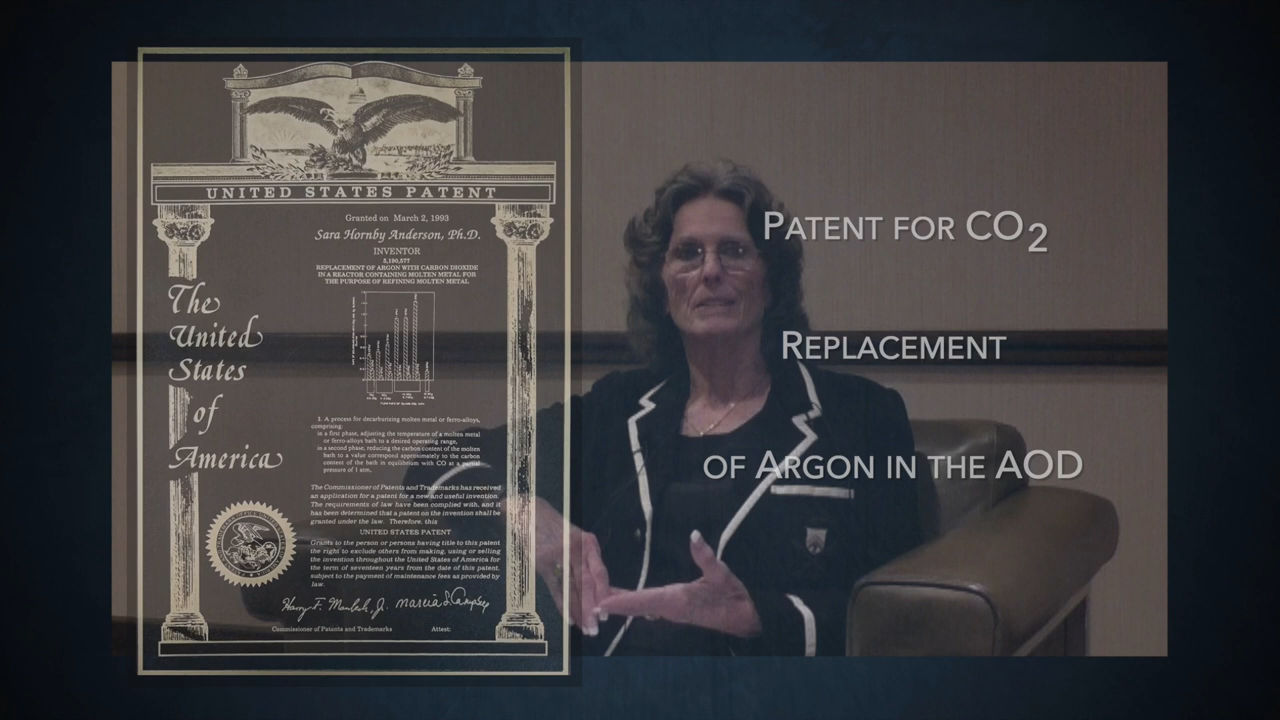 UNITED STATES PATENT
Granted on March 2, 1993
Sara Hornby Anderson, Ph.D.
INVENTOR
5,190,577
REPLACEMENT OF ARGON WITH CARBON DIOXIDE
IN A REACTOR CONTAINING MOLTEN METAL FOR
THE PURPOSE OF REFINING MOLTEN METAL
The
United
States
of
America
1. A process for decarburizing molten metal or ferro-alloys,
comprising:
in a first phase, adjusting the temperature of a molten metal
or ferro-alloys bath to a desired operating range,
in a second phase, reducing the carbon content of the molten
bath to a value correspond approximately to the carbon
content of the bath in equilibrium with CO at a partial
pressure of 1 atm.
The Commissioner of Patents and Trademarks has received
an application for a patent for a new and useful invention.
The requirements of law have been complied with, and it
has been determined that a patent on the invention shall be
granted under the law. Therefore, this
UNITED STATES PATENT
Grants to the person or persons having title to this patent
the right to exclude others from making, using or selling
the invention throughout the United States of America for
the term of seventeen years from the date of this patent,
subject to the payment of maintenance fees as provided by
law.
Commissioner of Patents and Trademarks Attest:
PATENT FOR CO2
REPLACEMENT
OF ARGON IN THE AOD